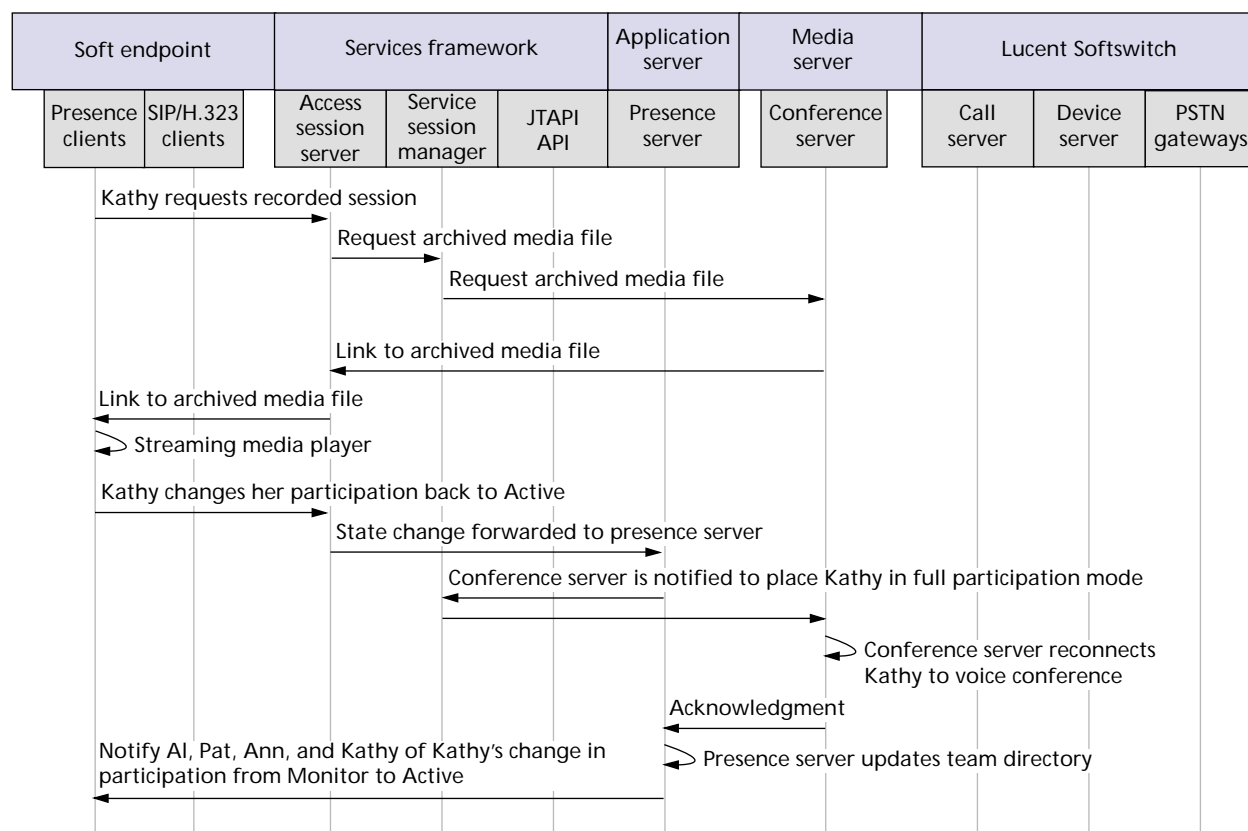 Soft endpoint
Services framework
Application
server
Media
server
Lucent Softswitch
Presence
clients
SIP/H.323
clients
Access
session
server
Service
session
manager
JTAPI
API
Presence
server
Conference
server
Call
server
Device
server
PSTN
gateways
Kathy requests recorded session
Request archived media file
Request archived media file
Link to archived media file
Link to archived media file
Streaming media player
Kathy changes her participation back to Active
State change forwarded to presence server
Conference server is notified to place Kathy in full participation mode
Conference server reconnects
Kathy to voice conference
Acknowledgment
Notify Al, Pat, Ann, and Kathy of Kathy’s change in
participation from Monitor to Active
Presence server updates team directory